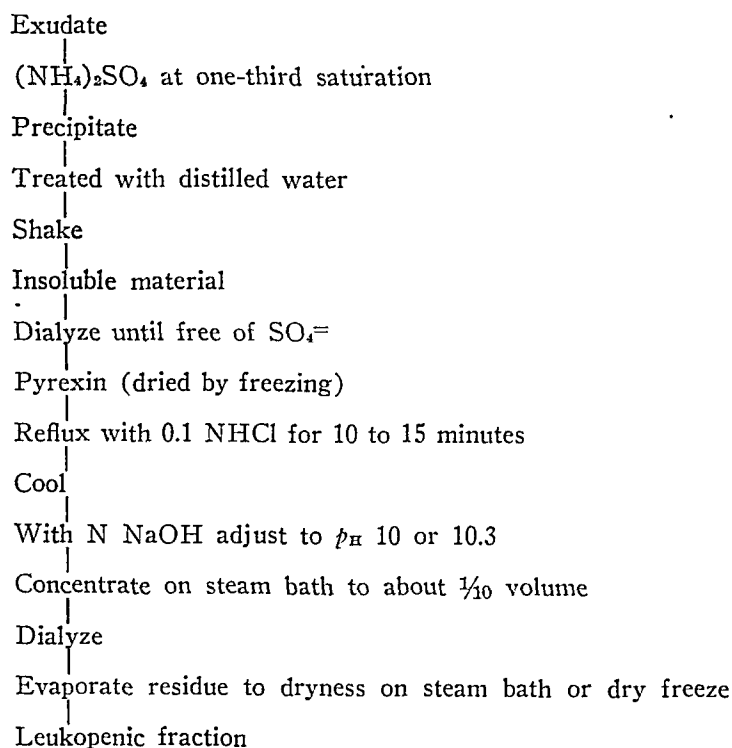 Exudate
(NH₄)₂SO₄ at one-third saturation
Precipitate
Treated with distilled water
Shake
Insoluble material
Dialyze until free of SO₄=
Pyrexin (dried by freezing)
Reflux with 0.1 NHCl for 10 to 15 minutes
Cool
With N NaOH adjust to pH 10 or 10.3
Concentrate on steam bath to about 1/10 volume
Dialyze
Evaporate residue to dryness on steam bath or dry freeze
Leukopenic fraction